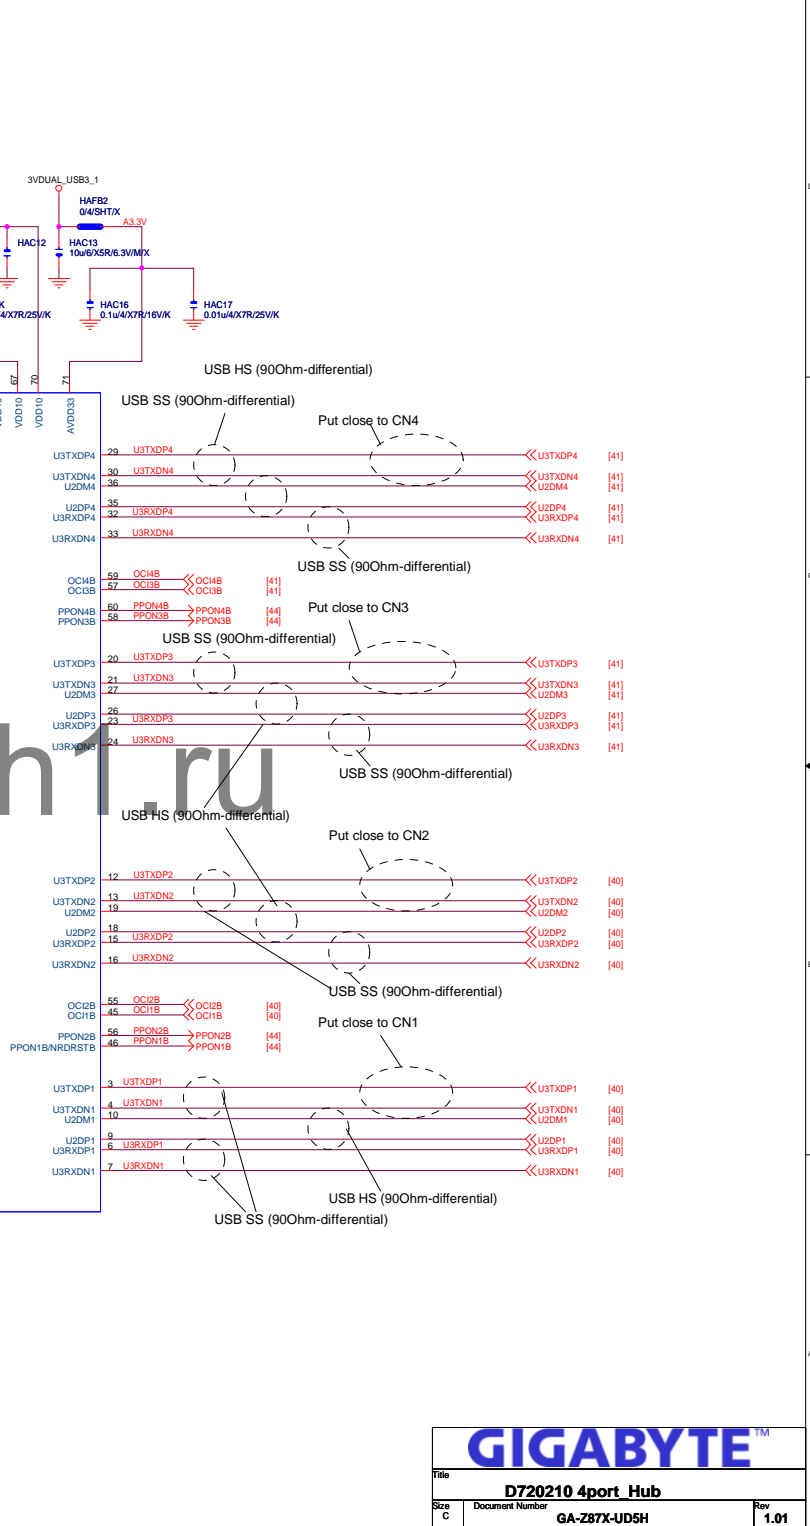 3VDUAL_USB3_1
HAFB2
0/4/SHT/X
A3.3V
HAC12
HAC13
10u/6/X5R/6.3V/M/X
K
4/X7R/25V/K
HAC16
0.1u/4/X7R/16V/K
HAC17
0.01u/4/X7R/25V/K
67
70
71
VDD10
VDD10
AVDD33
USB HS (90Ohm-differential)
USB SS (90Ohm-differential)
Put close to CN4
U3TXDP4 29 U3TXDP4 U3TXDP4 [41]
U3TXDN4 30 U3TXDN4 U3TXDN4 [41]
U2DM4 36 U2DM4 [41]
U2DP4 35 U2DP4 [41]
U3RXDP4 32 U3RXDP4 U3RXDP4 [41]
U3RXDN4 33 U3RXDN4 U3RXDN4 [41]
USB SS (90Ohm-differential)
OCI4B 59 OCI4B OCI4B [41]
OCI3B 57 OCI3B OCI3B [41]
PPON4B 60 PPON4B PPON4B [44]
PPON3B 58 PPON3B PPON3B [44]
Put close to CN3
USB SS (90Ohm-differential)
U3TXDP3 20 U3TXDP3 U3TXDP3 [41]
U3TXDN3 21 U3TXDN3 U3TXDN3 [41]
U2DM3 27 U2DM3 [41]
U2DP3 26 U2DP3 [41]
U3RXDP3 23 U3RXDP3 U3RXDP3 [41]
U3RXDN3 24 U3RXDN3 U3RXDN3 [41]
h1.ru
USB SS (90Ohm-differential)
USB HS (90Ohm-differential)
Put close to CN2
U3TXDP2 12 U3TXDP2 U3TXDP2 [40]
U3TXDN2 13 U3TXDN2 U3TXDN2 [40]
U2DM2 19 U2DM2 [40]
U2DP2 18 U2DP2 [40]
U3RXDP2 15 U3RXDP2 U3RXDP2 [40]
U3RXDN2 16 U3RXDN2 U3RXDN2 [40]
USB SS (90Ohm-differential)
OCI2B 55 OCI2B OCI2B [40]
OCI1B 45 OCI1B OCI1B [40]
Put close to CN1
PPON2B 56 PPON2B PPON2B [44]
PPON1B/NRDRSTB 46 PPON1B PPON1B [44]
U3TXDP1 3 U3TXDP1 U3TXDP1 [40]
U3TXDN1 4 U3TXDN1 U3TXDN1 [40]
U2DM1 10 U2DM1 [40]
U2DP1 9 U2DP1 [40]
U3RXDP1 6 U3RXDP1 U3RXDP1 [40]
U3RXDN1 7 U3RXDN1 U3RXDN1 [40]
USB HS (90Ohm-differential)
USB SS (90Ohm-differential)
GIGABYTE™
Title
D720210 4port_Hub
Size
C
Document Number
GA-Z87X-UD5H
Rev
1.01